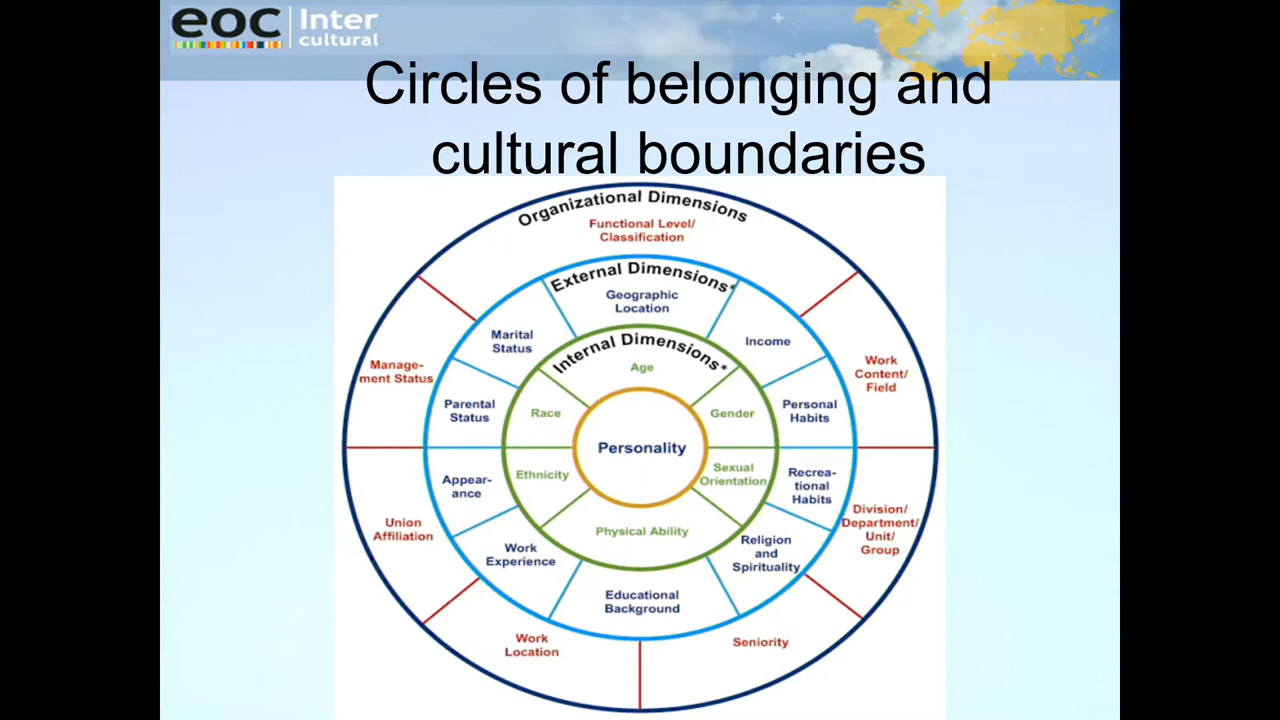 eoc Inter
cultural
Circles of belonging and
cultural boundaries
Organizational Dimensions
Functional Level/
Classification
External Dimensions*
Geographic
Location
Marital
Status
Income
Internal Dimensions*
Age
Manage-
ment Status
Work
Content/
Field
Parental
Status
Race
Gender
Personal
Habits
Personality
Appear-
ance
Ethnicity
Sexual
Orientation
Recrea-
tional
Habits
Union
Affiliation
Physical Ability
Division/
Department/
Unit/
Group
Work
Experience
Religion
and
Spirituality
Educational
Background
Work
Location
Seniority